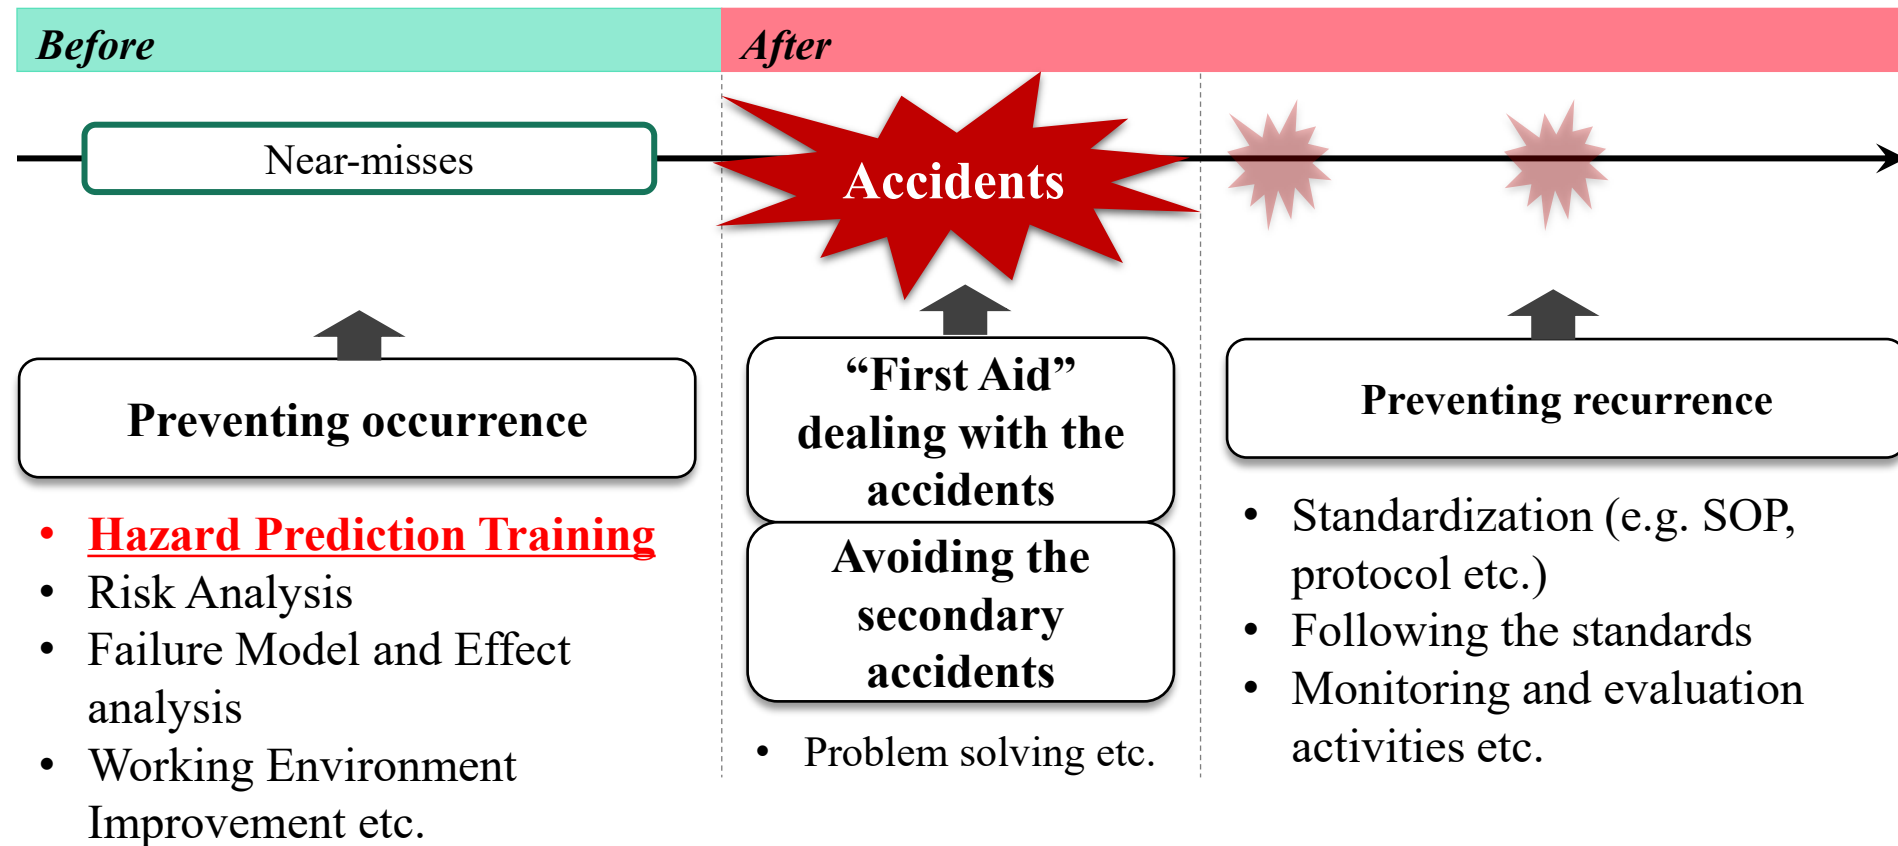 Before
After
Near-misses
Accidents
Preventing occurrence
• Hazard Prediction Training
• Risk Analysis
• Failure Model and Effect
analysis
• Working Environment
Improvement etc.
“First Aid”
dealing with the
accidents
Avoiding the
secondary
accidents
• Problem solving etc.
Preventing recurrence
• Standardization (e.g. SOP,
protocol etc.)
• Following the standards
• Monitoring and evaluation
activities etc.